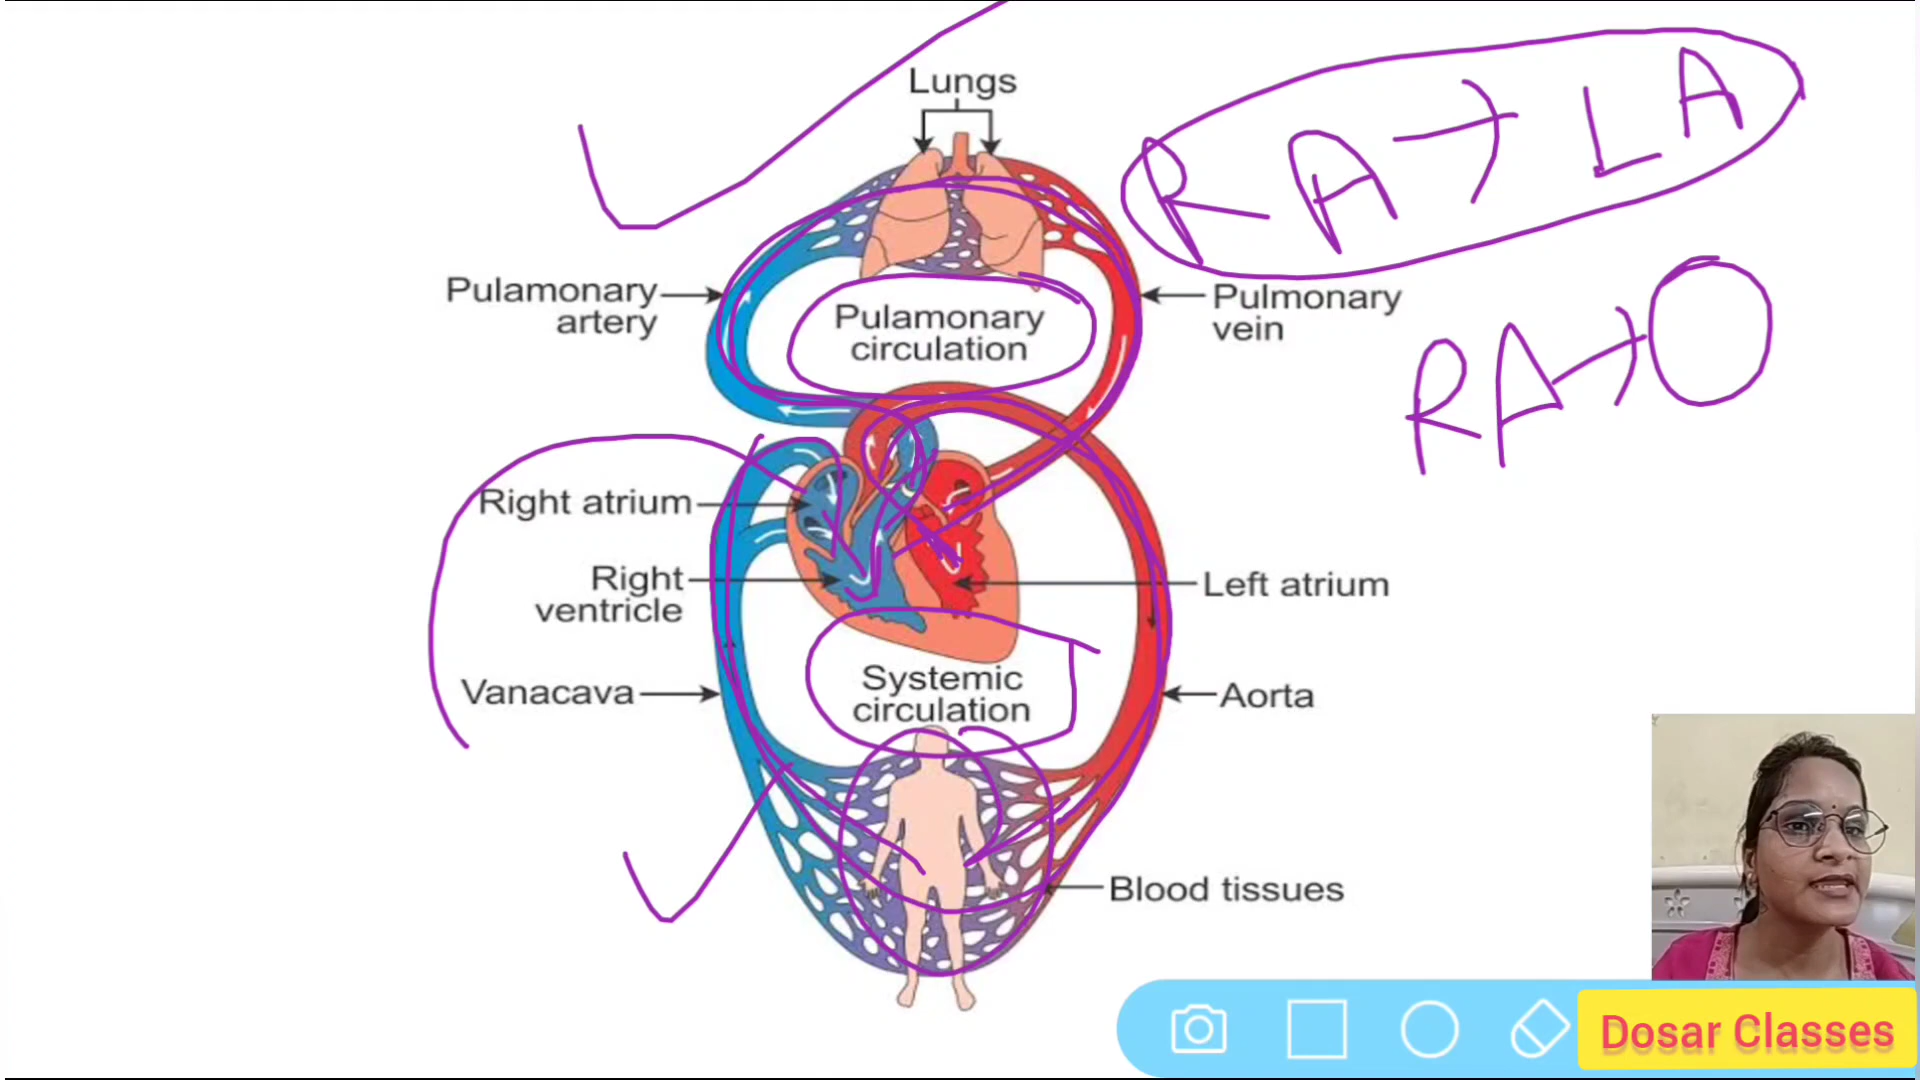 Lungs
RA → LA
Pulamonary
artery
Pulamonary
circulation
Pulmonary
vein
RA →
Right atrium
Right
ventricle
Left atrium
Vanacava
Systemic
circulation
Aorta
Blood tissues
Dosar Classes